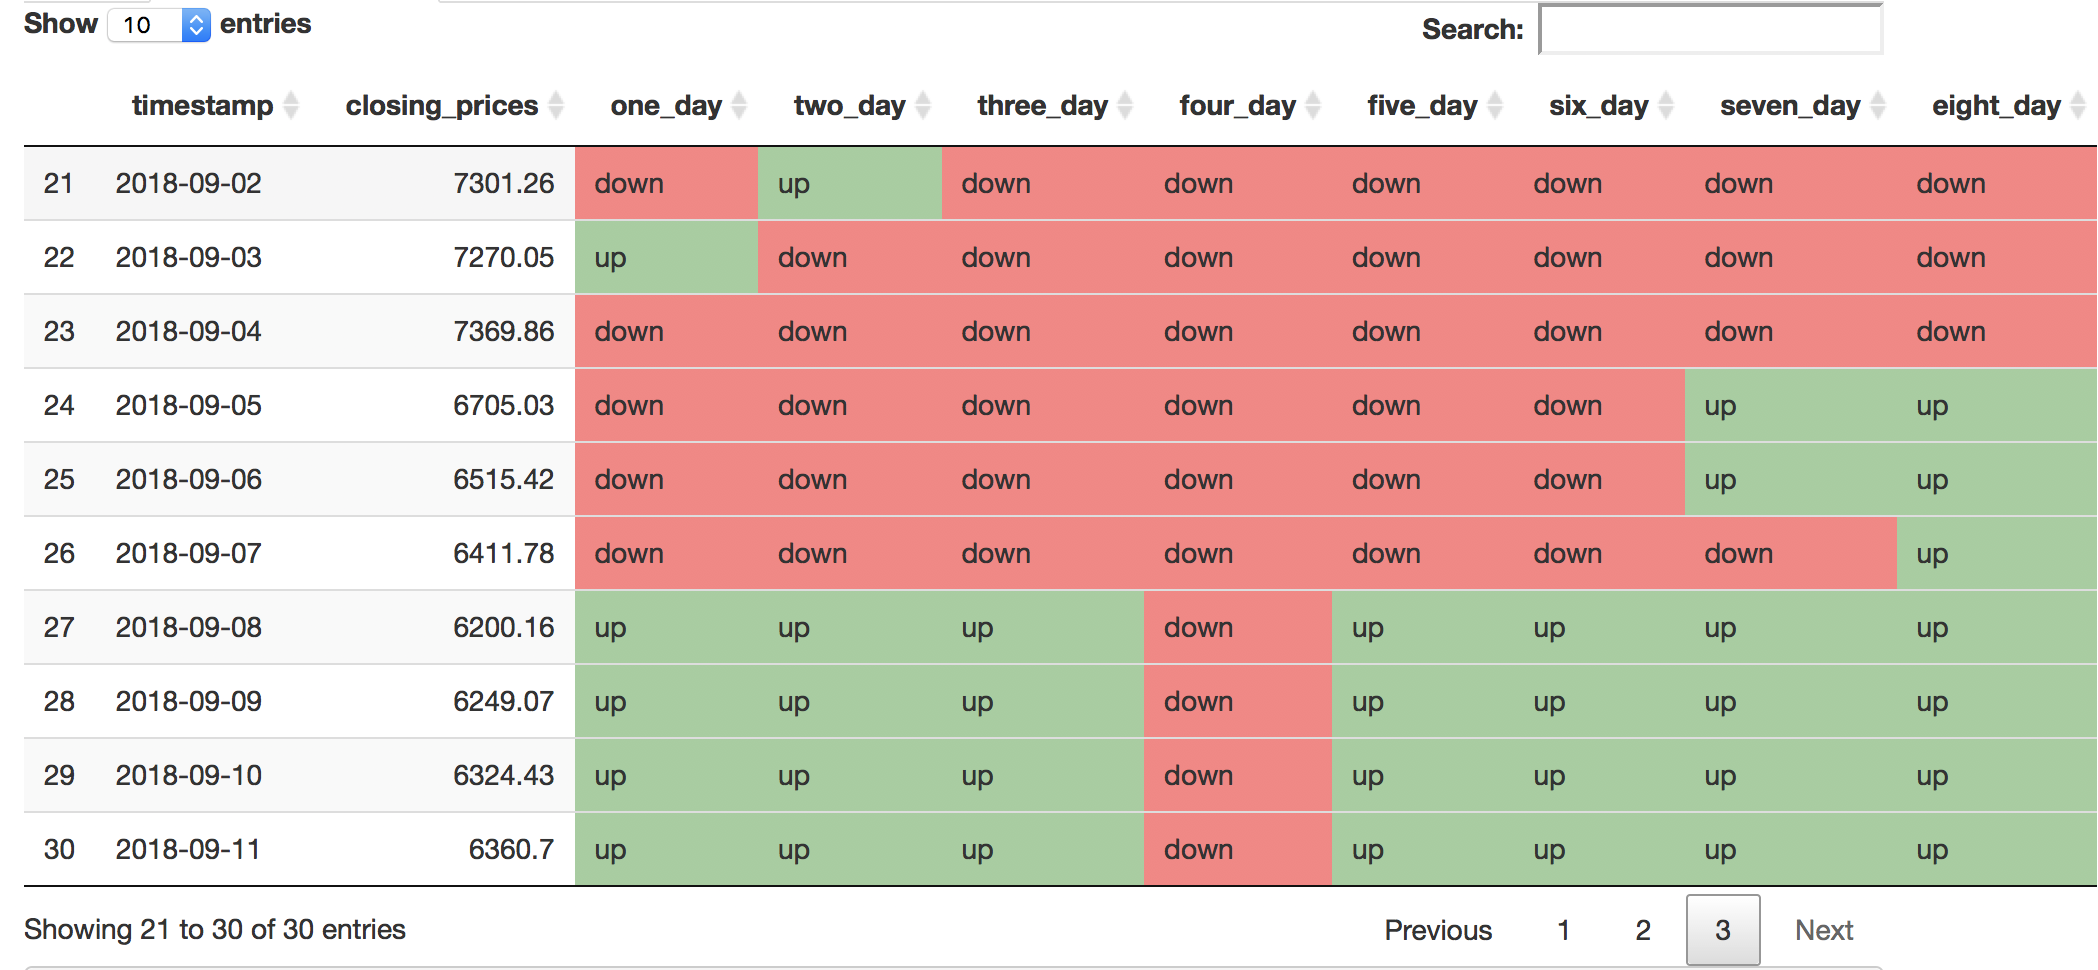 Show 10 entries Search:
timestamp closing_prices one_day two_day three_day four_day five_day six_day seven_day eight_day
21 2018-09-02 7301.26 down up down down down down down down
22 2018-09-03 7270.05 up down down down down down down down
23 2018-09-04 7369.86 down down down down down down down down
24 2018-09-05 6705.03 down down down down down down up up
25 2018-09-06 6515.42 down down down down down down up up
26 2018-09-07 6411.78 down down down down down down down up
27 2018-09-08 6200.16 up up up down up up up up
28 2018-09-09 6249.07 up up up down up up up up
29 2018-09-10 6324.43 up up up down up up up up
30 2018-09-11 6360.7 up up up down up up up up
Showing 21 to 30 of 30 entries Previous 1 2 3 Next